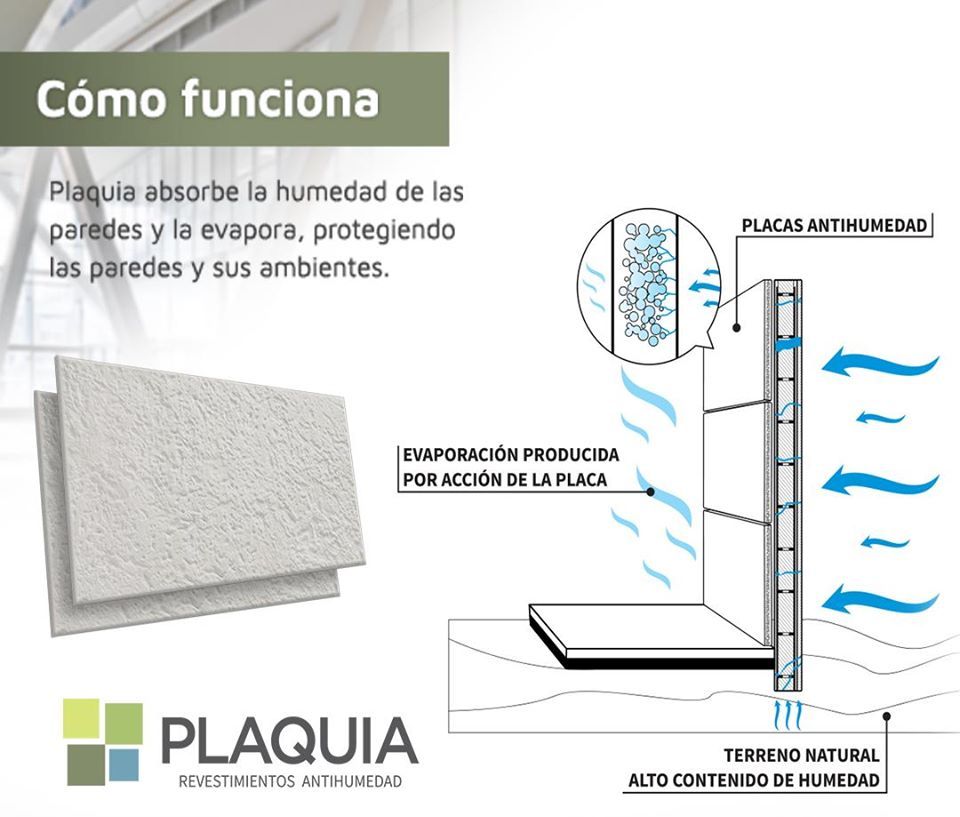 Cómo funciona
Plaquia absorbe la humedad de las
paredes y la evapora, protegiendo
las paredes y sus ambientes.
PLACAS ANTIHUMEDAD
EVAPORACIÓN PRODUCIDA
POR ACCIÓN DE LA PLACA
PLAQUIA
REVESTIMIENTOS ANTIHUMEDAD
TERRENO NATURAL
ALTO CONTENIDO DE HUMEDAD